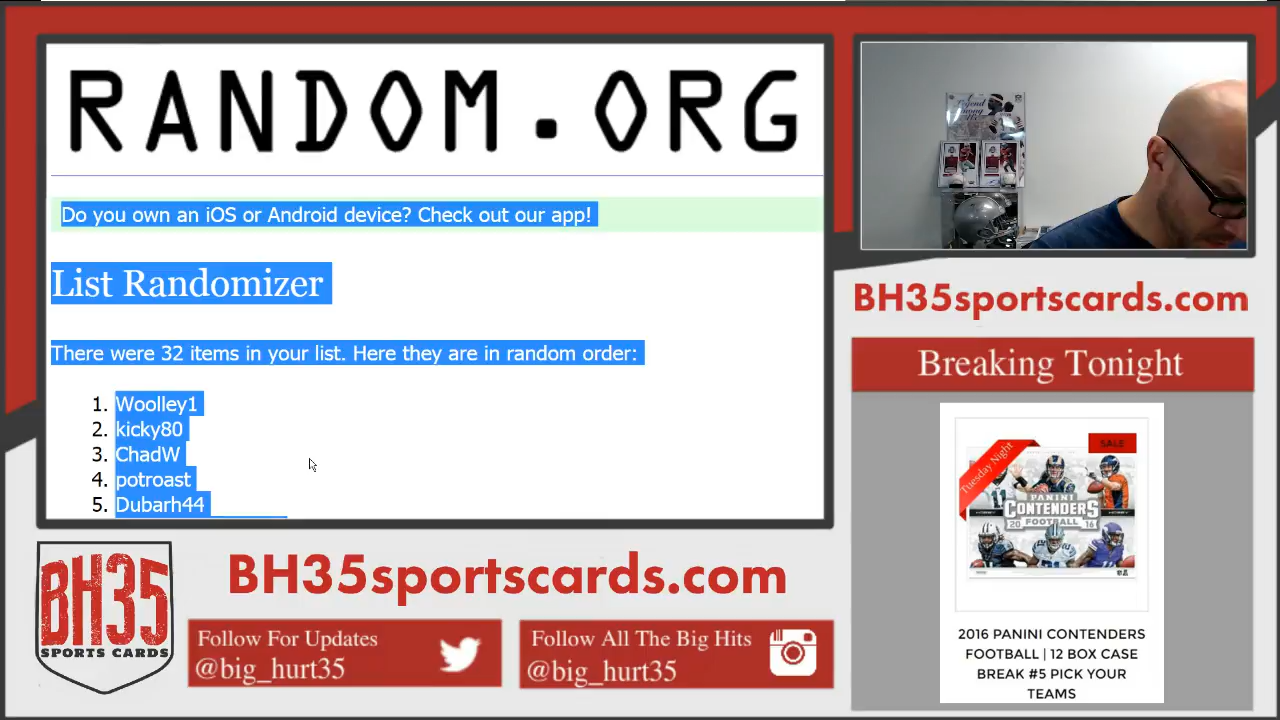 RANDOM.ORG
Do you own an iOS or Android device? Check out our app!
List Randomizer
There were 32 items in your list. Here they are in random order:
1. Woolley1
2. kicky80
3. ChadW
4. potroast
5. Dubarh44
BH35sportscards.com
Breaking Tonight
SALE
Tuesday Night
PANINI
CONTENDERS
2016 FOOTBALL
2016 PANINI CONTENDERS
FOOTBALL | 12 BOX CASE
BREAK #5 PICK YOUR
TEAMS
BH35
SPORTS CARDS
BH35sportscards.com
Follow For Updates
@big_hurt35
Follow All The Big Hits
@big_hurt35